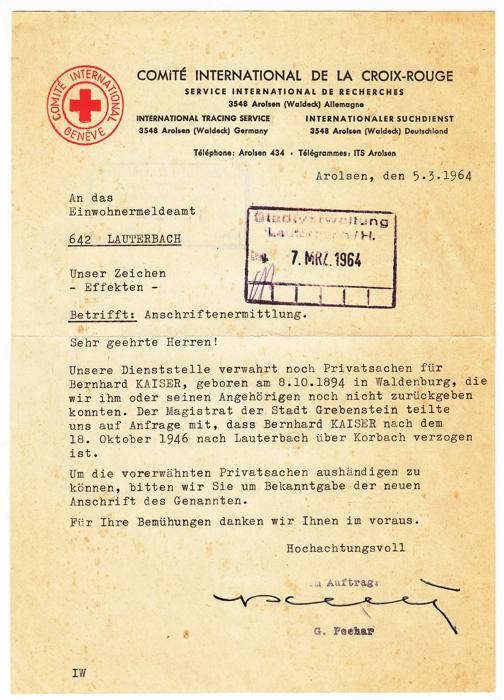 COMITÉ INTERNATIONAL
GENÈVE
COMITÉ INTERNATIONAL DE LA CROIX-ROUGE
SERVICE INTERNATIONAL DE RECHERCHES
3548 Arolsen (Waldeck) Allemagne
INTERNATIONAL TRACING SERVICE INTERNATIONALER SUCHDIENST
3548 Arolsen (Waldeck) Germany 3548 Arolsen (Waldeck) Deutschland
Téléphone: Arolsen 434 • Télégrammes: ITS Arolsen
Arolsen, den 5.3.1964
An das
Einwohnermeldeamt
642 LAUTERBACH
Stadtverwaltung
Lauterbach/H.
Eing. 7. MRZ. 1964
Unser Zeichen
- Effekten -
Betrifft: Anschriftenermittlung.
Sehr geehrte Herren!
Unsere Dienststelle verwahrt noch Privatsachen für
Bernhard KAISER, geboren am 8.10.1894 in Waldenburg, die
wir ihm oder seinen Angehörigen noch nicht zurückgeben
konnten. Der Magistrat der Stadt Grebenstein teilte
uns auf Anfrage mit, dass Bernhard KAISER nach dem
18. Oktober 1946 nach Lauterbach über Korbach verzogen
ist.
Um die vorerwähnten Privatsachen aushändigen zu
können, bitten wir Sie um Bekanntgabe der neuen
Anschrift des Genannten.
Für Ihre Bemühungen danken wir Ihnen im voraus.
Hochachtungsvoll
Im Auftrag:
G. Pechar
IW